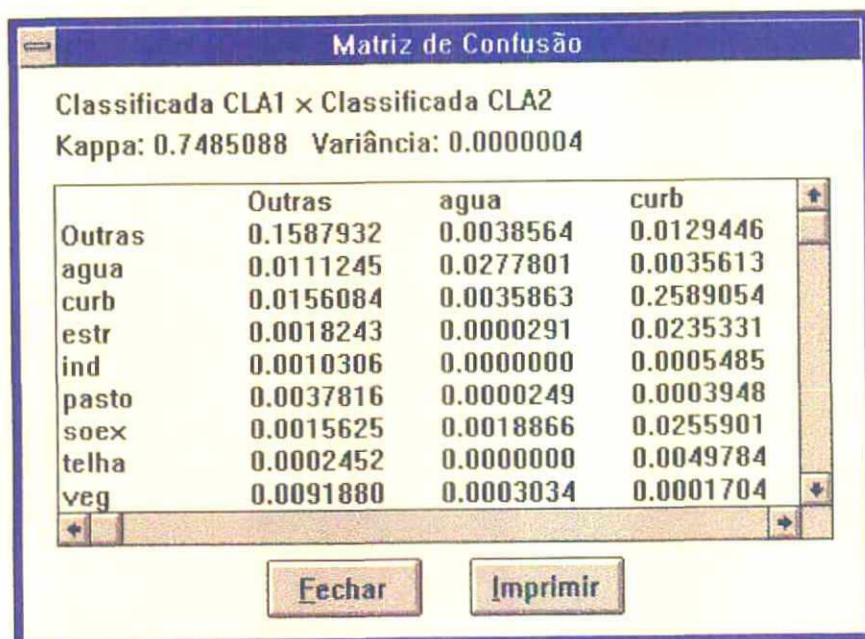 Matriz de Confusão
Classificada CLA1 × Classificada CLA2
Kappa: 0.7485088 Variância: 0.0000004
Outras agua curb
Outras 0.1587932 0.0038564 0.0129446
agua 0.0111245 0.0277801 0.0035613
curb 0.0156084 0.0035863 0.2589054
estr 0.0018243 0.0000291 0.0235331
ind 0.0010306 0.0000000 0.0005485
pasto 0.0037816 0.0000249 0.0003948
soex 0.0015625 0.0018866 0.0255901
telha 0.0002452 0.0000000 0.0049784
veg 0.0091880 0.0003034 0.0001704
Fechar Imprimir